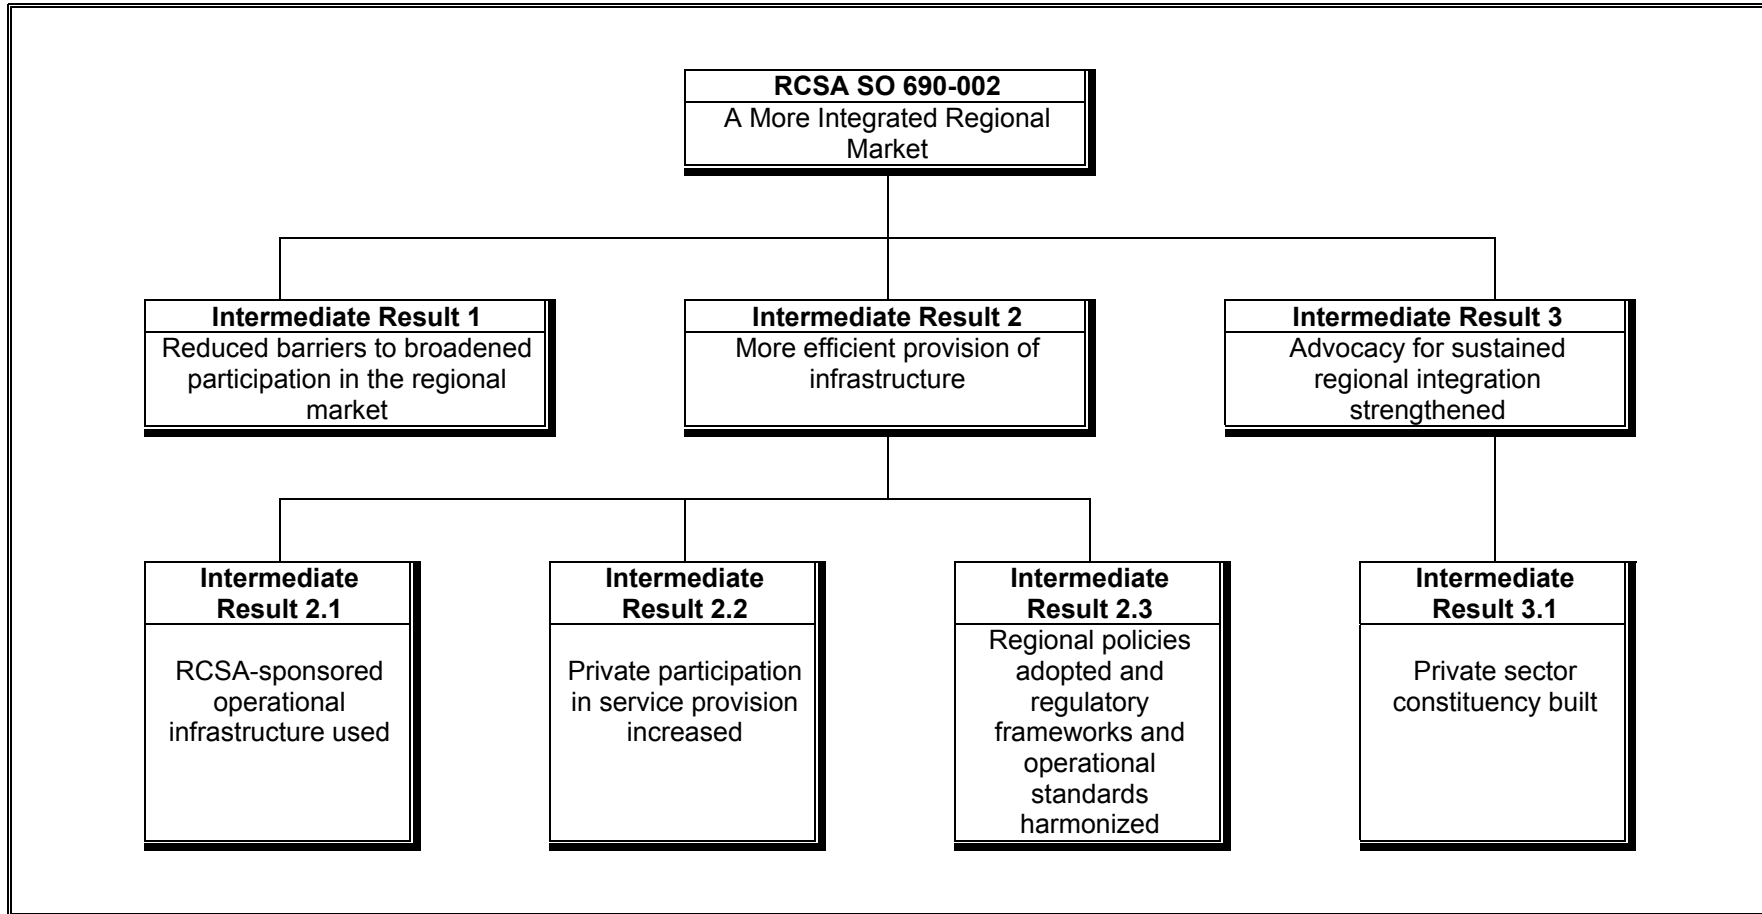 RCSA SO 690-002
A More Integrated Regional
Market
Intermediate Result 1
Reduced barriers to broadened
participation in the regional
market
Intermediate Result 2
More efficient provision of
infrastructure
Intermediate Result 3
Advocacy for sustained
regional integration
strengthened
Intermediate
Result 2.1
RCSA-sponsored
operational
infrastructure used
Intermediate
Result 2.2
Private participation
in service provision
increased
Intermediate
Result 2.3
Regional policies
adopted and
regulatory
frameworks and
operational
standards
harmonized
Intermediate
Result 3.1
Private sector
constituency built